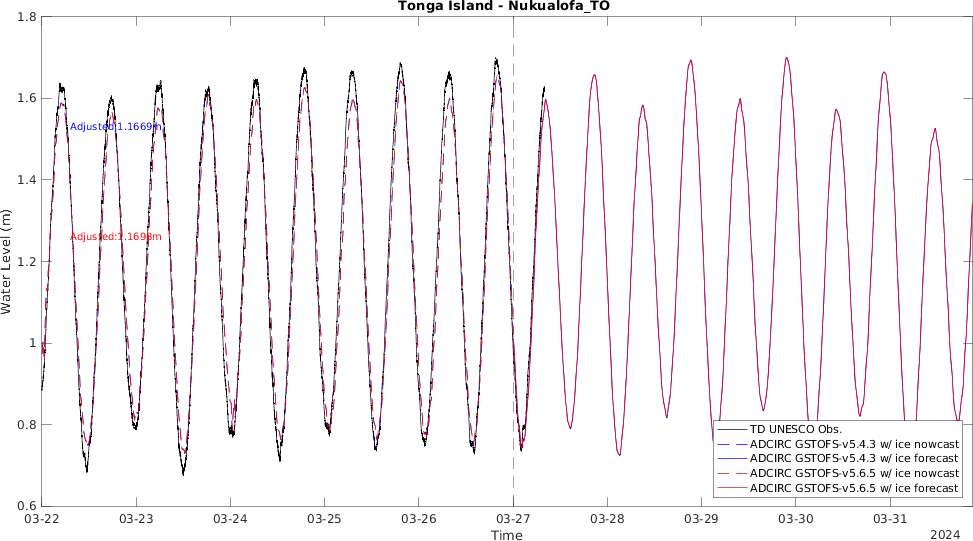 Tonga Island - Nukualofa_TO
1.8
1.6
1.4
1.2
1
0.8
0.6
Water Level (m)
Adjusted:1.1669m
Adjusted:1.1693m
TD UNESCO Obs.
ADCIRC GSTOFS-v5.4.3 w/ ice nowcast
ADCIRC GSTOFS-v5.4.3 w/ ice forecast
ADCIRC GSTOFS-v5.6.5 w/ ice nowcast
ADCIRC GSTOFS-v5.6.5 w/ ice forecast
03-22 03-23 03-24 03-25 03-26 03-27 03-28 03-29 03-30 03-31
Time
2024